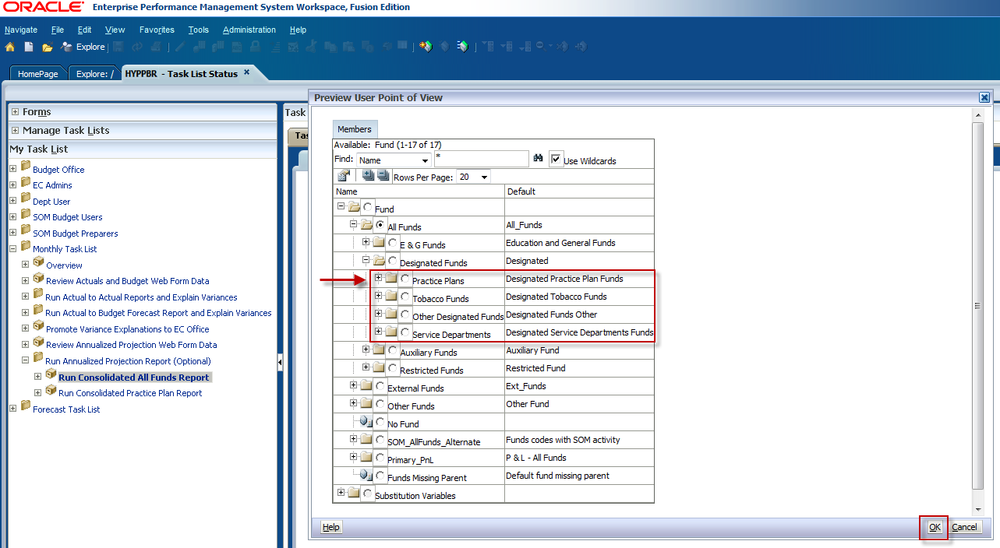 ORACLE® Enterprise Performance Management System Workspace, Fusion Edition
Navigate File Edit View Favorites Tools Administration Help
Explore
HomePage Explore: / HYPPBR - Task List Status ×
Forms
Manage Task Lists
My Task List
Budget Office
EC Admins
Dept User
SOM Budget Users
SOM Budget Preparers
Monthly Task List
Overview
Review Actuals and Budget Web Form Data
Run Actual to Actual Reports and Explain Variances
Run Actual to Budget Forecast Report and Explain Variances
Promote Variance Explanations to EC Office
Review Annualized Projection Web Form Data
Run Annualized Projection Report (Optional)
Run Consolidated All Funds Report
Run Consolidated Practice Plan Report
Forecast Task List
Task
Tas
Preview User Point of View
Members
Available: Fund (1-17 of 17)
Find: Name * Use Wildcards
Rows Per Page: 20
Name Default
Fund
All Funds All_Funds
E & G Funds Education and General Funds
Designated Funds Designated
Practice Plans Designated Practice Plan Funds
Tobacco Funds Designated Tobacco Funds
Other Designated Funds Designated Funds Other
Service Departments Designated Service Departments Funds
Auxiliary Funds Auxiliary Fund
Restricted Funds Restricted Fund
External Funds Ext_Funds
Other Funds Other Fund
No Fund
SOM_AllFunds_Alternate Funds codes with SOM activity
Primary_PnL P & L - All Funds
Funds Missing Parent Default fund missing parent
Substitution Variables
Help OK Cancel